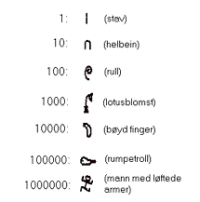 1: (stav)
10: (helbein)
100: (rull)
1000: (lotusblomst)
10000: (bøyd finger)
100000: (rumpetroll)
1000000: (mann med løftede
armer)